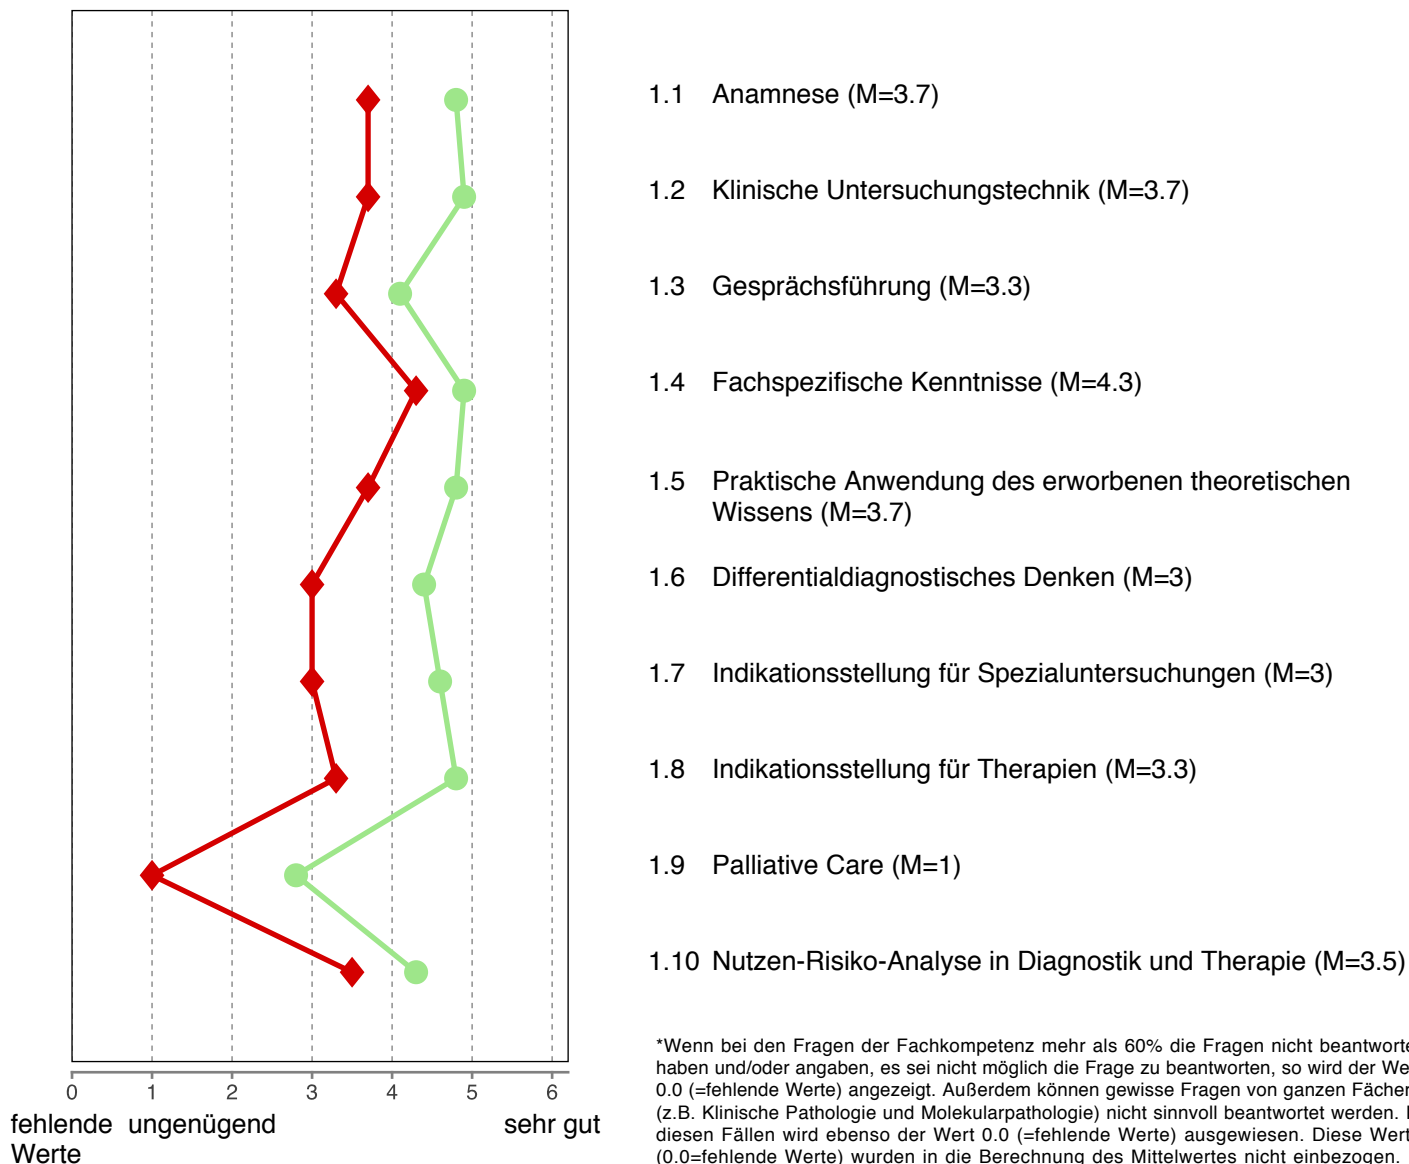 1.1 Anamnese (M=3.7)
1.2 Klinische Untersuchungstechnik (M=3.7)
1.3 Gesprächsführung (M=3.3)
1.4 Fachspezifische Kenntnisse (M=4.3)
1.5 Praktische Anwendung des erworbenen theoretischen
Wissens (M=3.7)
1.6 Differentialdiagnostisches Denken (M=3)
1.7 Indikationsstellung für Spezialuntersuchungen (M=3)
1.8 Indikationsstellung für Therapien (M=3.3)
1.9 Palliative Care (M=1)
1.10 Nutzen-Risiko-Analyse in Diagnostik und Therapie (M=3.5)
0 1 2 3 4 5 6
fehlende ungenügend sehr gut
Werte
*Wenn bei den Fragen der Fachkompetenz mehr als 60% die Fragen nicht
haben und/oder angaben, es sei nicht möglich die Frage zu beantworten, so wird der
0.0 (=fehlende Werte) angezeigt. Außerdem können gewisse Fragen von ganzen
(z.B. Klinische Pathologie und Molekularpathologie) nicht sinnvoll beantwortet werden.
diesen Fällen wird ebenso der Wert 0.0 (=fehlende Werte) ausgewiesen. Diese
(0.0=fehlende Werte) wurden in die Berechnung des Mittelwertes nicht einbezogen.